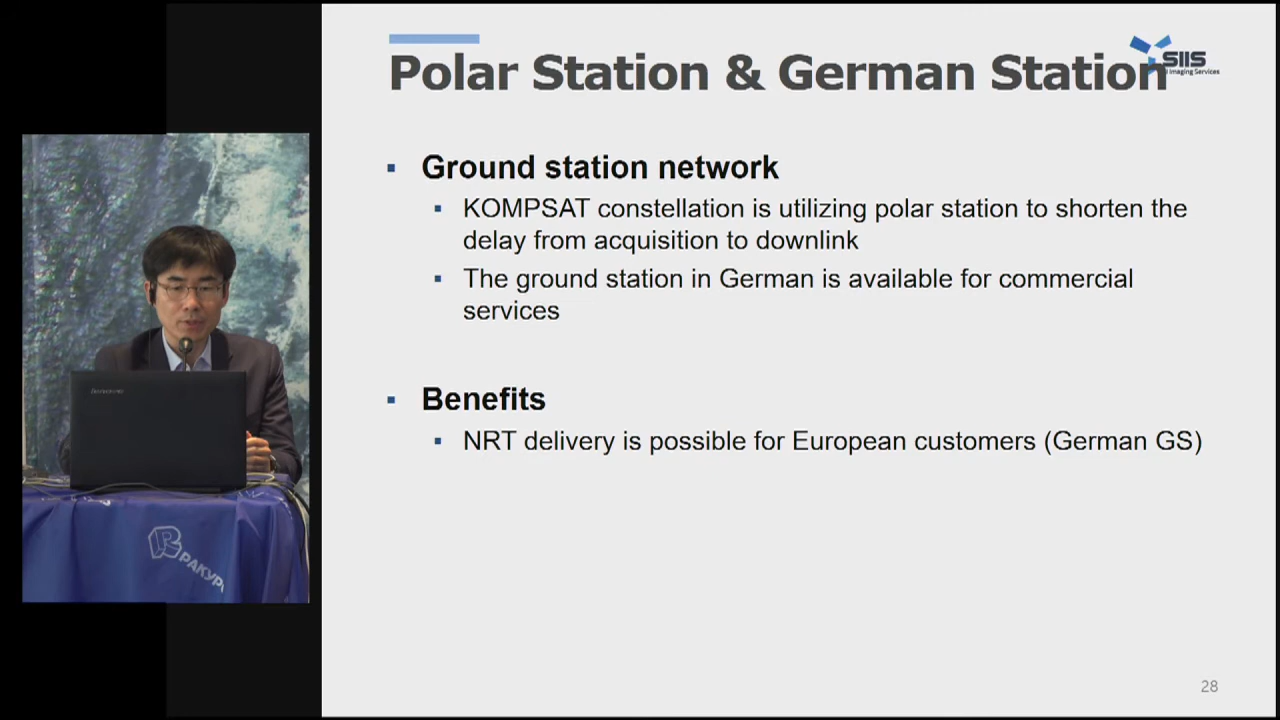 Polar Station & German Station
SIIS
Imaging Services
▪ Ground station network
▪ KOMPSAT constellation is utilizing polar station to shorten the
delay from acquisition to downlink
▪ The ground station in German is available for commercial
services
▪ Benefits
▪ NRT delivery is possible for European customers (German GS)
28